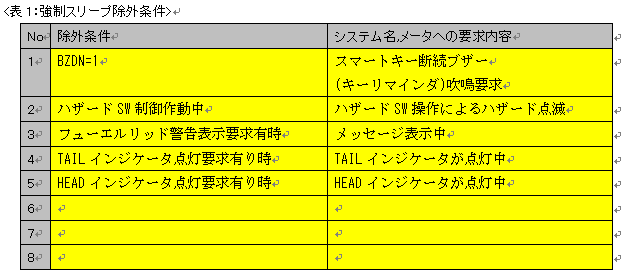 <表1:強制スリープ除外条件>
No 除外条件 システム名,メータへの要求内容
1 BZDN=1 スマートキー断続ブザー
(キーリマインダ)吹鳴要求
2 ハザードSW制御作動中 ハザードSW操作によるハザード点滅
3 フューエルリッド警告表示要求有時 メッセージ表示中
4 TAILインジケータ点灯要求有り時 TAILインジケータが点灯中
5 HEADインジケータ点灯要求有り時 HEADインジケータが点灯中
6
7
8